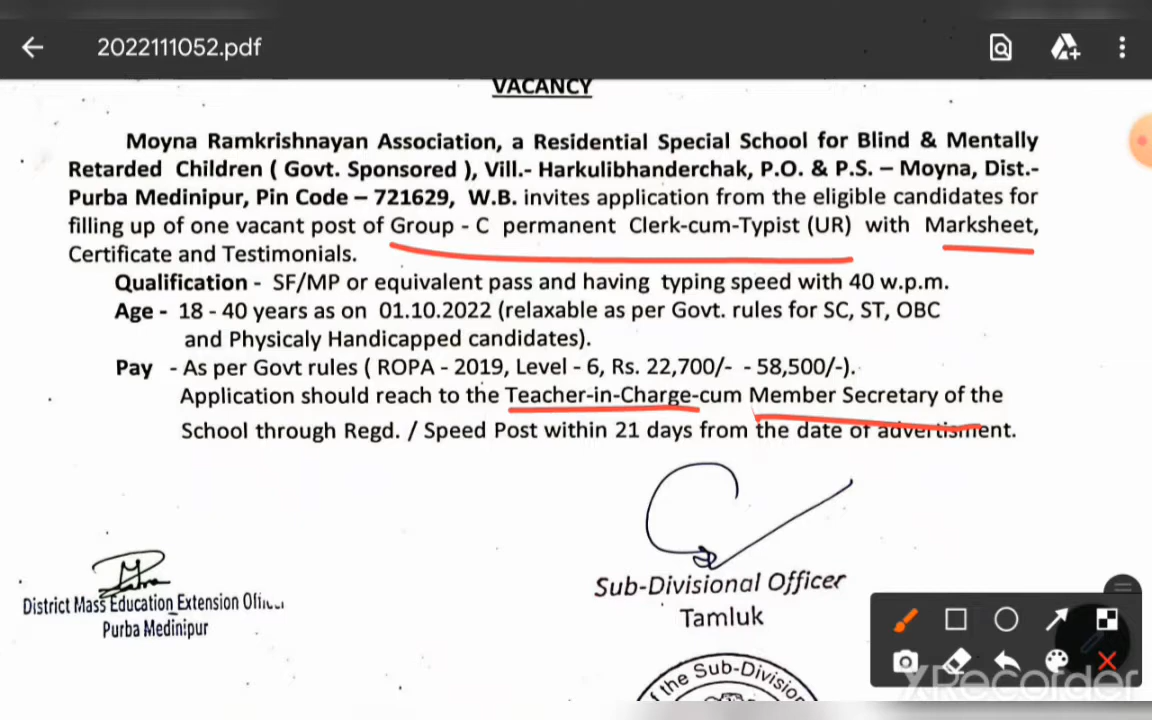 2022111052.pdf
VACANCY
Moyna Ramkrishnayan Association, a Residential Special School for Blind & Mentally
Retarded Children ( Govt. Sponsored ), Vill.- Harkulibhanderchak, P.O. & P.S. – Moyna, Dist.-
Purba Medinipur, Pin Code – 721629, W.B. invites application from the eligible candidates for
filling up of one vacant post of Group - C permanent Clerk-cum-Typist (UR) with Marksheet,
Certificate and Testimonials.
Qualification - SF/MP or equivalent pass and having typing speed with 40 w.p.m.
Age - 18 - 40 years as on 01.10.2022 (relaxable as per Govt. rules for SC, ST, OBC
and Physicaly Handicapped candidates).
Pay - As per Govt rules ( ROPA - 2019, Level - 6, Rs. 22,700/- - 58,500/-).
Application should reach to the Teacher-in-Charge-cum Member Secretary of the
School through Regd. / Speed Post within 21 days from the date of advertisment.
Sub-Divisional Officer
Tamluk
District Mass Education Extension Officer
Purba Medinipur
f the Sub-Division
XRecorder